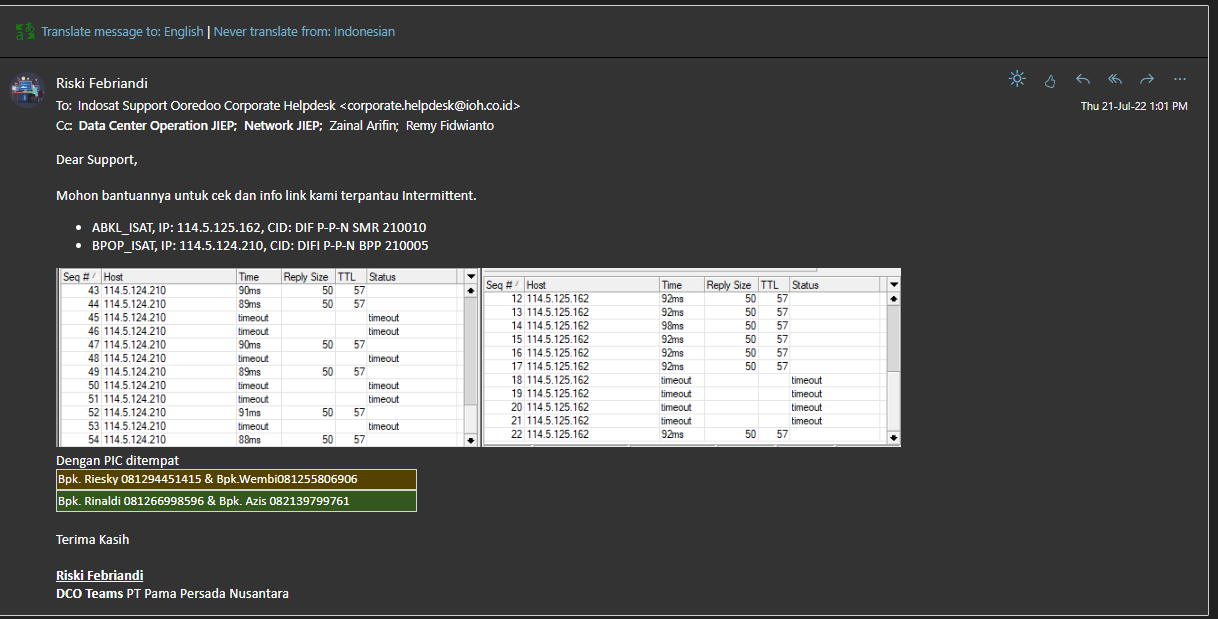 Translate message to: English | Never translate from: Indonesian
Riski Febriandi
To: Indosat Support Ooredoo Corporate Helpdesk <corporate.helpdesk@ioh.co.id>
Thu 21-Jul-22 1:01 PM
Cc: Data Center Operation JIEP; Network JIEP; Zainal Arifin; Remy Fidwianto
Dear Support,
Mohon bantuannya untuk cek dan info link kami terpantau Intermittent.
• ABKL_ISAT, IP: 114.5.125.162, CID: DIF P-P-N SMR 210010
• BPOP_ISAT, IP: 114.5.124.210, CID: DIFI P-P-N BPP 210005
Seq # Host Time Reply Size TTL Status
43 114.5.124.210 90ms 50 57
44 114.5.124.210 89ms 50 57
45 114.5.124.210 timeout timeout
46 114.5.124.210 timeout timeout
47 114.5.124.210 90ms 50 57
48 114.5.124.210 timeout timeout
49 114.5.124.210 89ms 50 57
50 114.5.124.210 timeout timeout
51 114.5.124.210 timeout timeout
52 114.5.124.210 91ms 50 57
53 114.5.124.210 timeout timeout
54 114.5.124.210 88ms 50 57
Seq # Host Time Reply Size TTL Status
12 114.5.125.162 92ms 50 57
13 114.5.125.162 92ms 50 57
14 114.5.125.162 98ms 50 57
15 114.5.125.162 92ms 50 57
16 114.5.125.162 92ms 50 57
17 114.5.125.162 92ms 50 57
18 114.5.125.162 timeout timeout
19 114.5.125.162 timeout timeout
20 114.5.125.162 timeout timeout
21 114.5.125.162 timeout timeout
22 114.5.125.162 92ms 50 57
Dengan PIC ditempat
Bpk. Riesky 081294451415 & Bpk.Wembi081255806906
Bpk. Rinaldi 081266998596 & Bpk. Azis 082139799761
Terima Kasih
Riski Febriandi
DCO Teams PT Pama Persada Nusantara